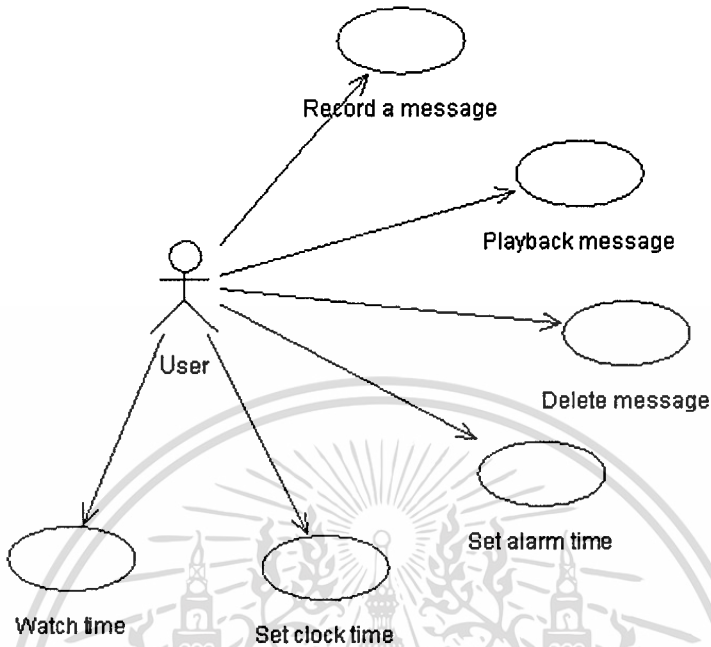 Record a message
Playback message
User
Delete message
Set alarm time
Watch time
Set clock time